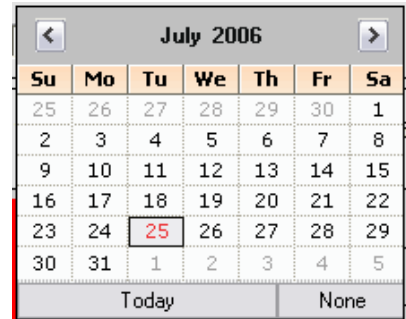 < July 2006 >
Su Mo Tu We Th Fr Sa
25 26 27 28 29 30 1
2 3 4 5 6 7 8
9 10 11 12 13 14 15
16 17 18 19 20 21 22
23 24 25 26 27 28 29
30 31 1 2 3 4 5
Today None